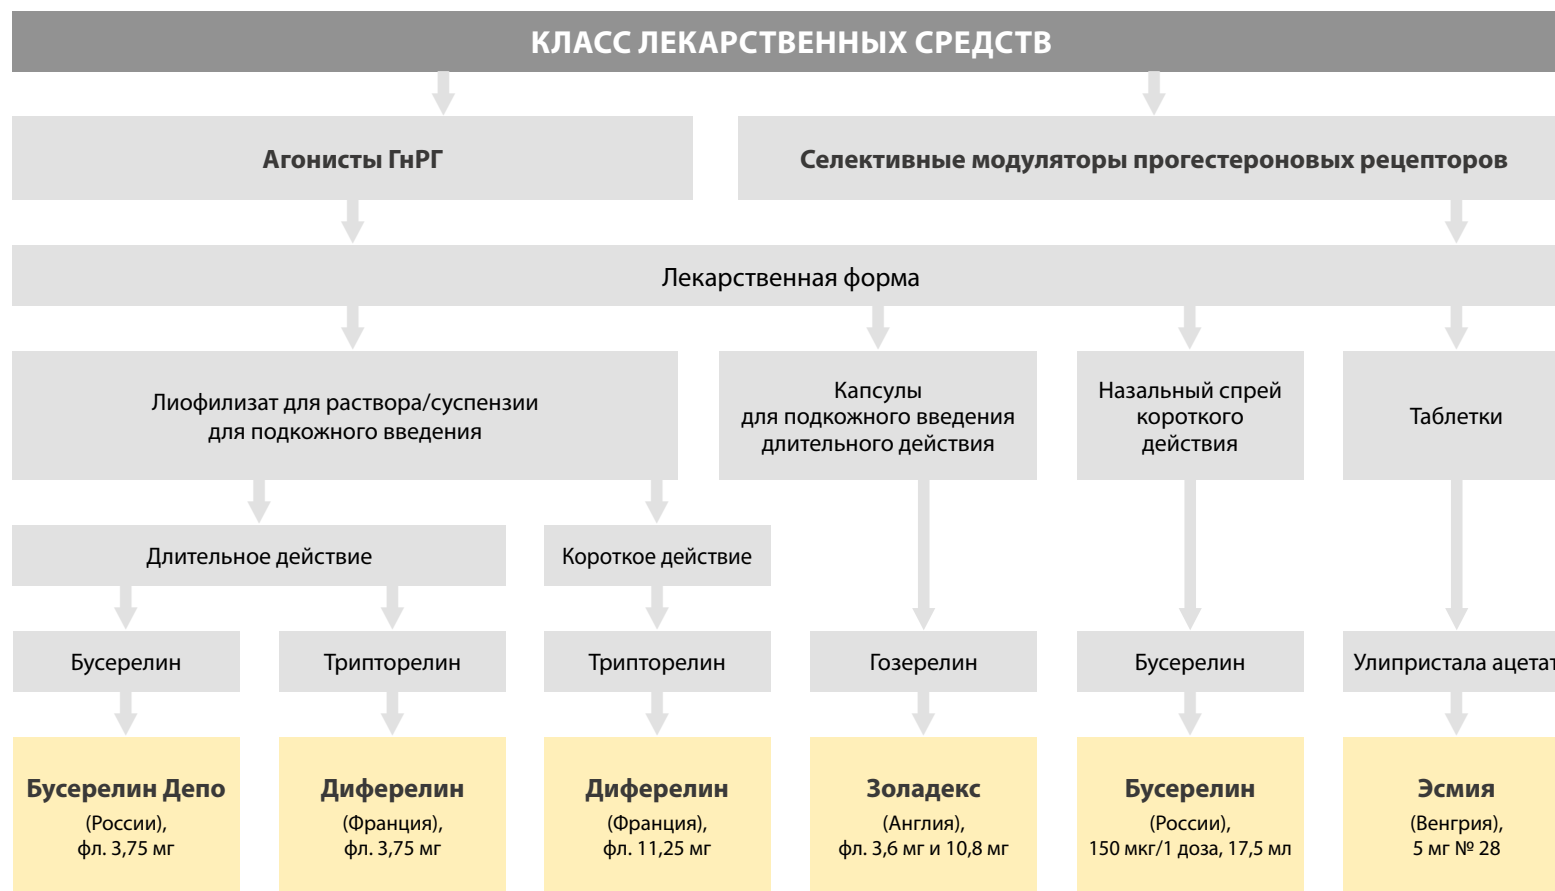 КЛАСС ЛЕКАРСТВЕННЫХ СРЕДСТВ
Агонисты ГнРГ
Селективные модуляторы прогестероновых рецепторов
Лекарственная форма
Лиофилизат для раствора/суспензии
для подкожного введения
Капсулы
для подкожного введения
длительного действия
Назальный спрей
короткого
действия
Таблетки
Длительное действие
Короткое действие
Бусерелин
Трипторелин
Трипторелин
Гозерелин
Бусерелин
Улипристала ацетат
Бусерелин Депо
(России),
фл. 3,75 мг
Диферелин
(Франция),
фл. 3,75 мг
Диферелин
(Франция),
фл. 11,25 мг
Золадекс
(Англия),
фл. 3,6 мг и 10,8 мг
Бусерелин
(России),
150 мкг/1 доза, 17,5 мл
Эсмия
(Венгрия),
5 мг № 28